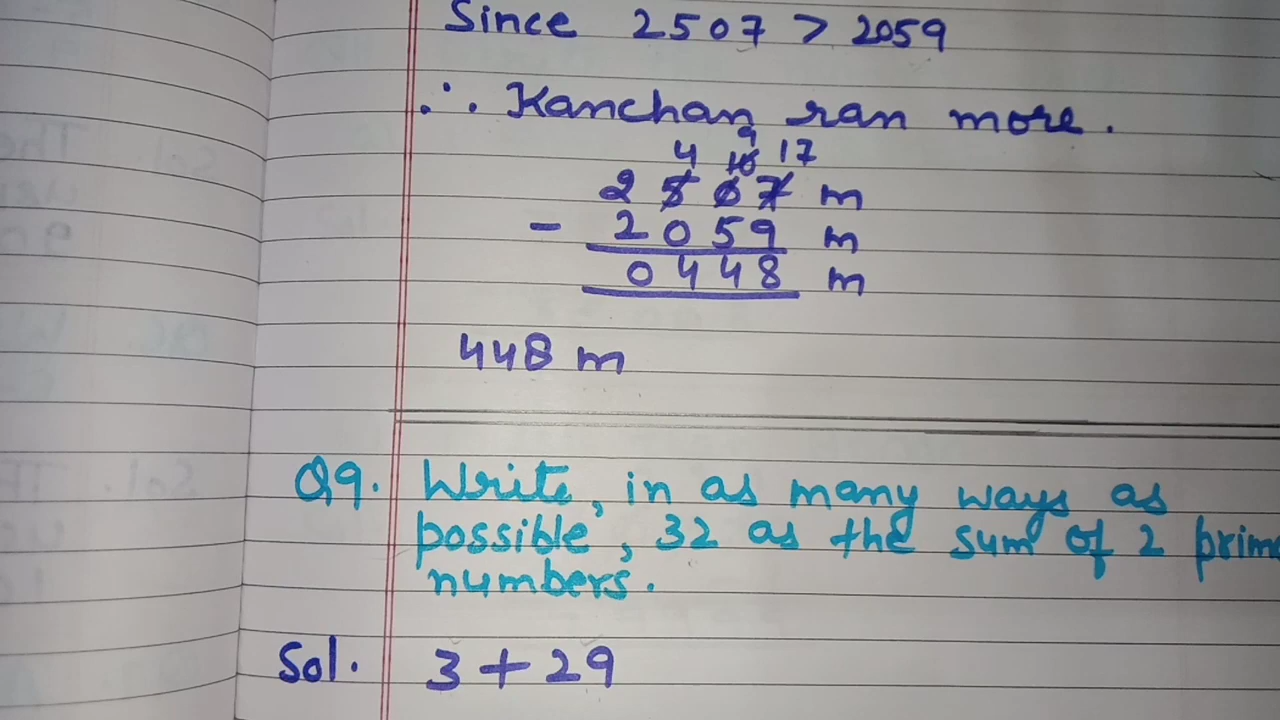 Since 2507 > 2059
∴ Kanchan ran more.
4 9 10 17
2 5 0 7 m
- 2 0 5 9 m
0 4 4 8 m
448 m
Q9. Write, in as many ways as
possible, 32 as the sum of 2 prime
numbers.
Sol. 3 + 29